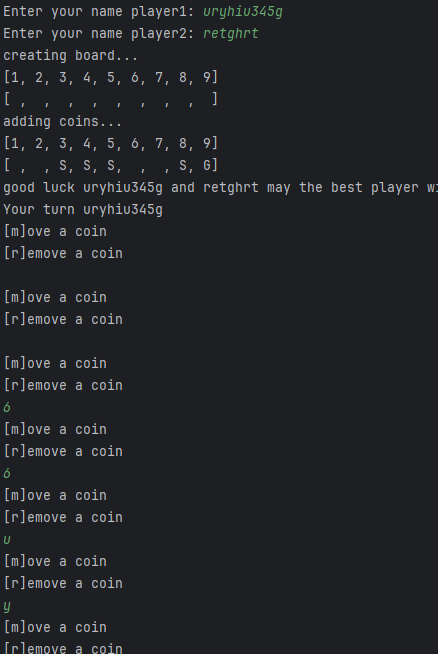 Enter your name player1: uryhiu345g
Enter your name player2: retghrt
creating board...
[1, 2, 3, 4, 5, 6, 7, 8, 9]
[ ,  ,  ,  ,  ,  ,  ,  ,  ]
adding coins...
[1, 2, 3, 4, 5, 6, 7, 8, 9]
[ ,  , S, S, S,  ,  , S, G]
good luck uryhiu345g and retghrt may the best player wi
Your turn uryhiu345g
[m]ove a coin
[r]emove a coin
[m]ove a coin
[r]emove a coin
[m]ove a coin
[r]emove a coin
ó
[m]ove a coin
[r]emove a coin
ó
[m]ove a coin
[r]emove a coin
u
[m]ove a coin
[r]emove a coin
y
[m]ove a coin
[r]emove a coin